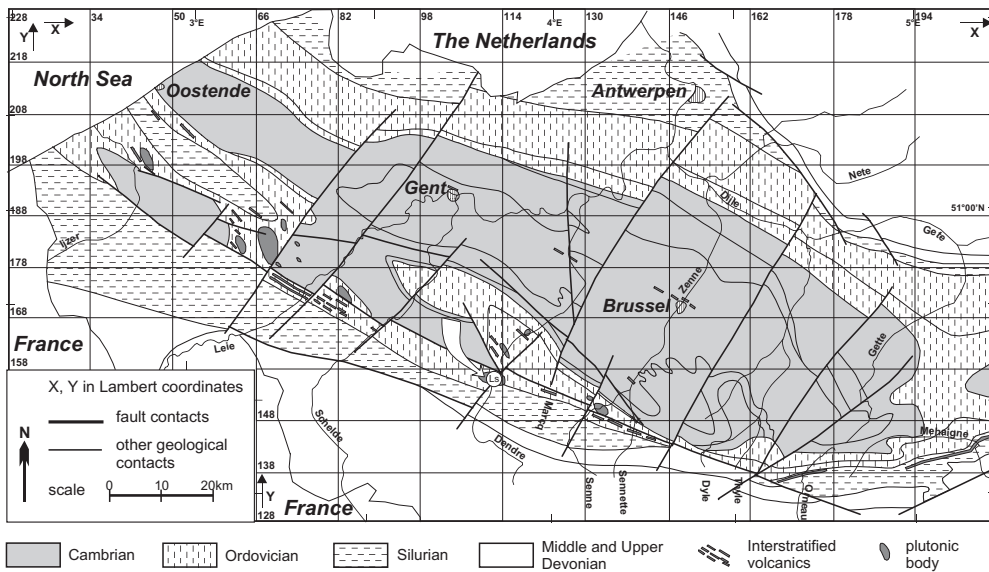 228 X 34 50 3°E 66 82 98 114 4°E 130 146 162 178 5°E 194 X
Y
The Netherlands
218
North Sea
Oostende
Antwerpen
208
198
Nete
Gent
Dille
51°00'N
188
Gete
Ijzer
178
Zenne
Brussel
168
France
Leie
Gette
158
Ls
X, Y in Lambert coordinates
fault contacts
148
Schelde
Marcq
Mehaigne
N
other geological
contacts
Dendre
138
scale 0 10 20km
Y
Senne
Sennette
Dyle
Thyle
Orneau
France
128
Cambrian Ordovician Silurian Middle and Upper
Devonian Interstratified
volcanics plutonic
body